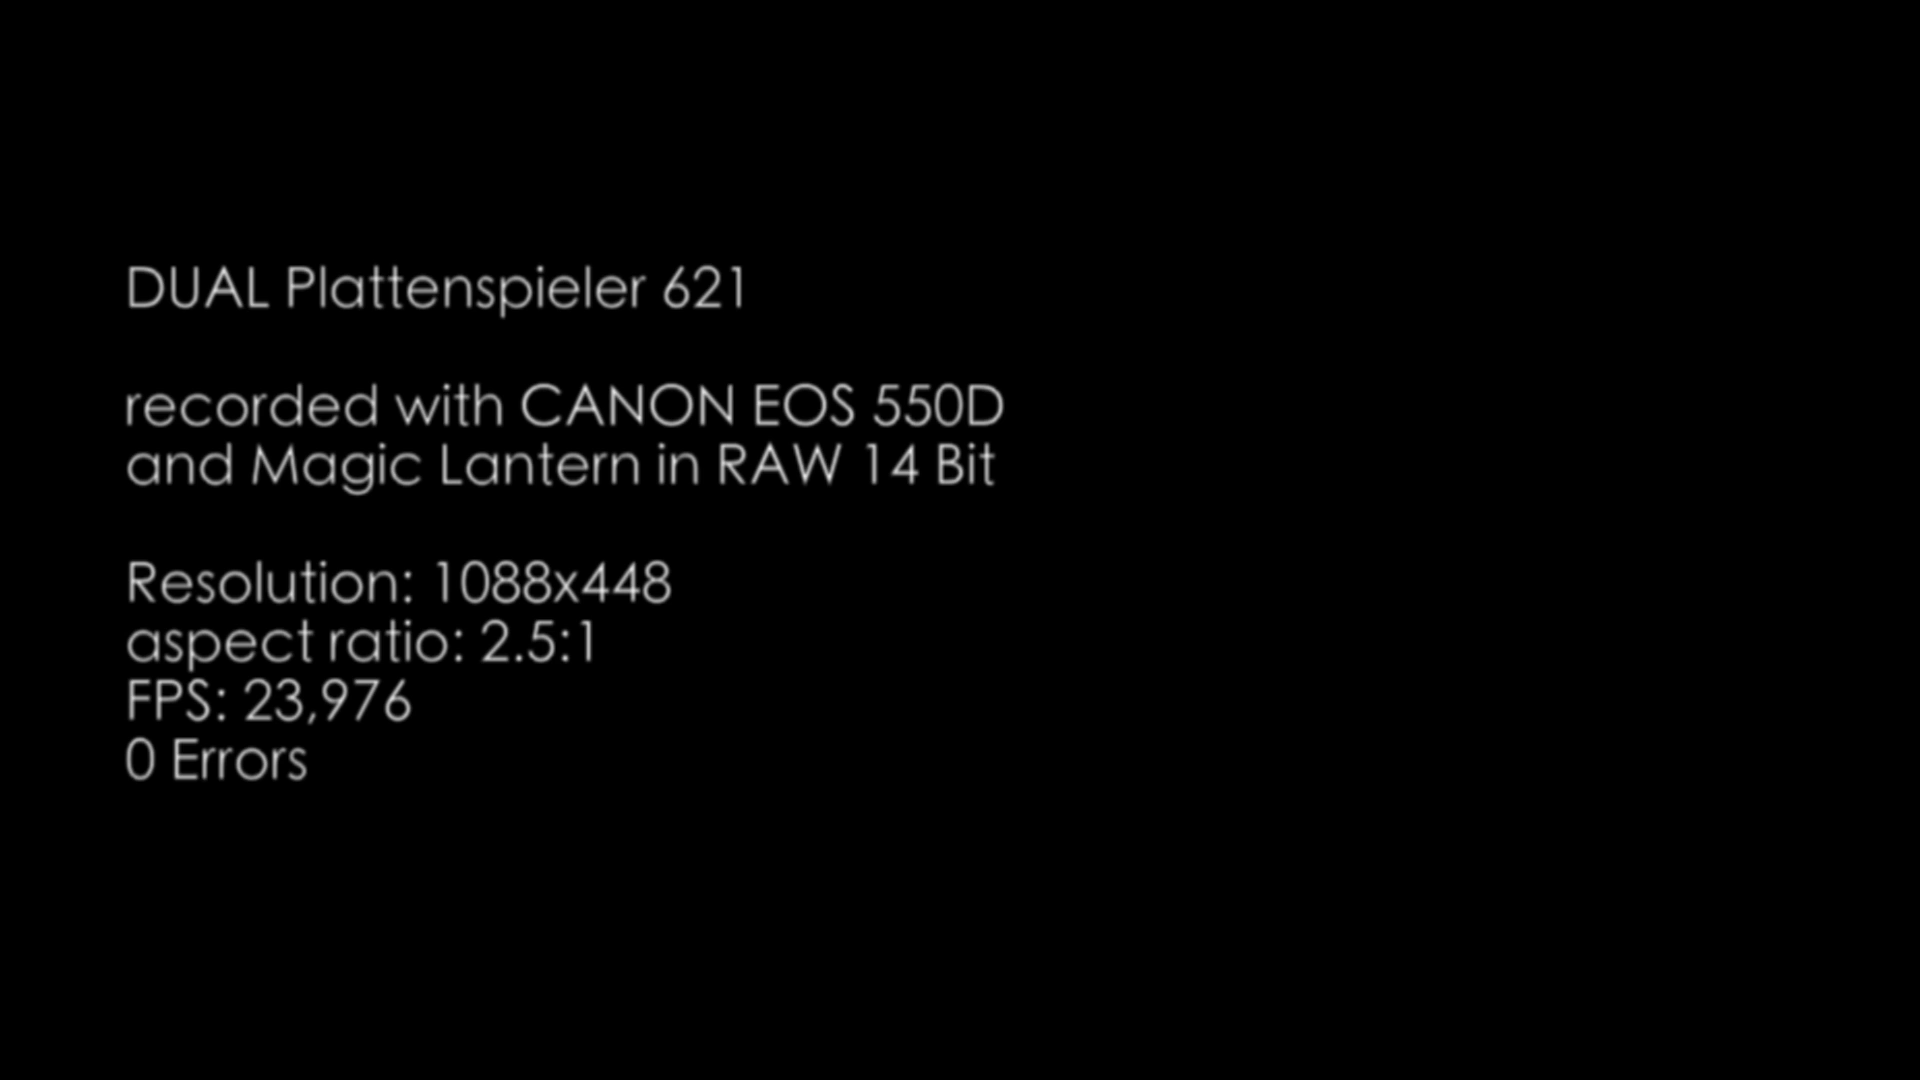 DUAL Plattenspieler 621
recorded with CANON EOS 550D
and Magic Lantern in RAW 14 Bit
Resolution: 1088x448
aspect ratio: 2.5:1
FPS: 23,976
0 Errors